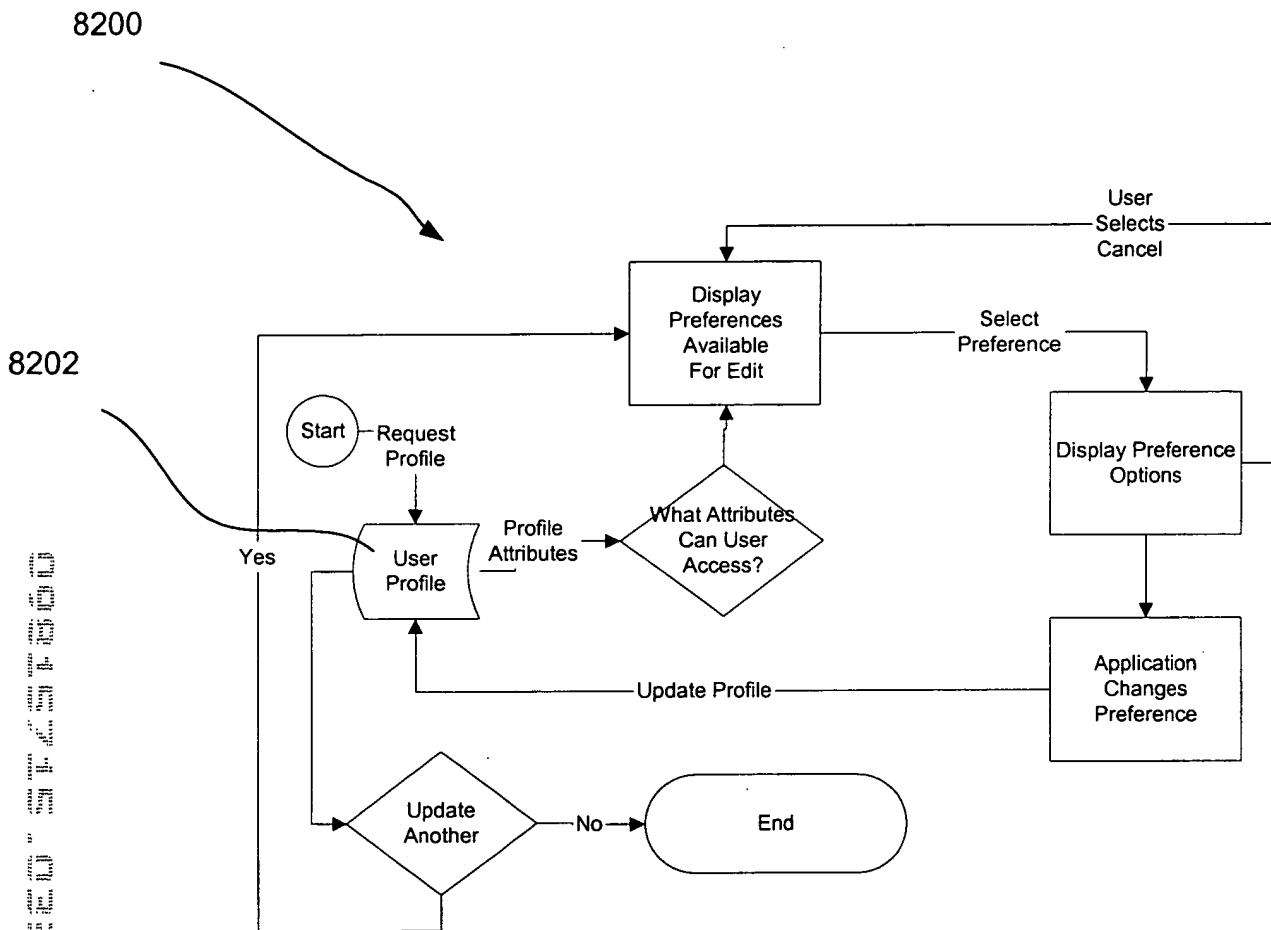 8200
User
Selects
Cancel
Display
Preferences
Available
For Edit
Select
Preference
8202
Start
Request
Profile
Display Preference
Options
What Attributes
Can User
Access?
Profile
Attributes
User
Profile
Yes
Application
Changes
Preference
Update Profile
Update
Another
No
End